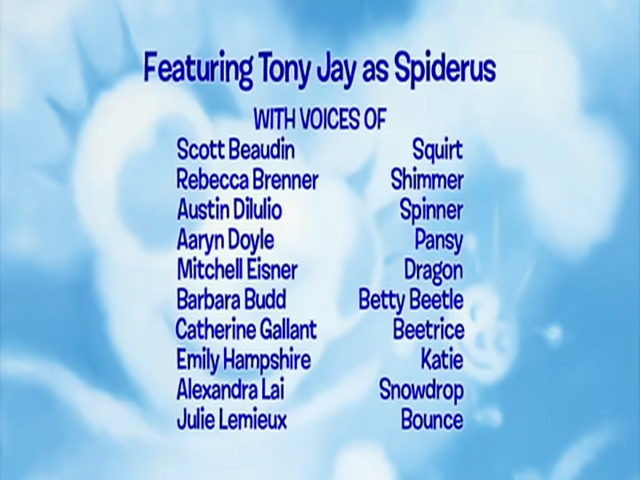 Featuring Tony Jay as Spiderus
WITH VOICES OF
Scott Beaudin Squirt
Rebecca Brenner Shimmer
Austin DiIulio Spinner
Aaryn Doyle Pansy
Mitchell Eisner Dragon
Barbara Budd Betty Beetle
Catherine Gallant Beetrice
Emily Hampshire Katie
Alexandra Lai Snowdrop
Julie Lemieux Bounce